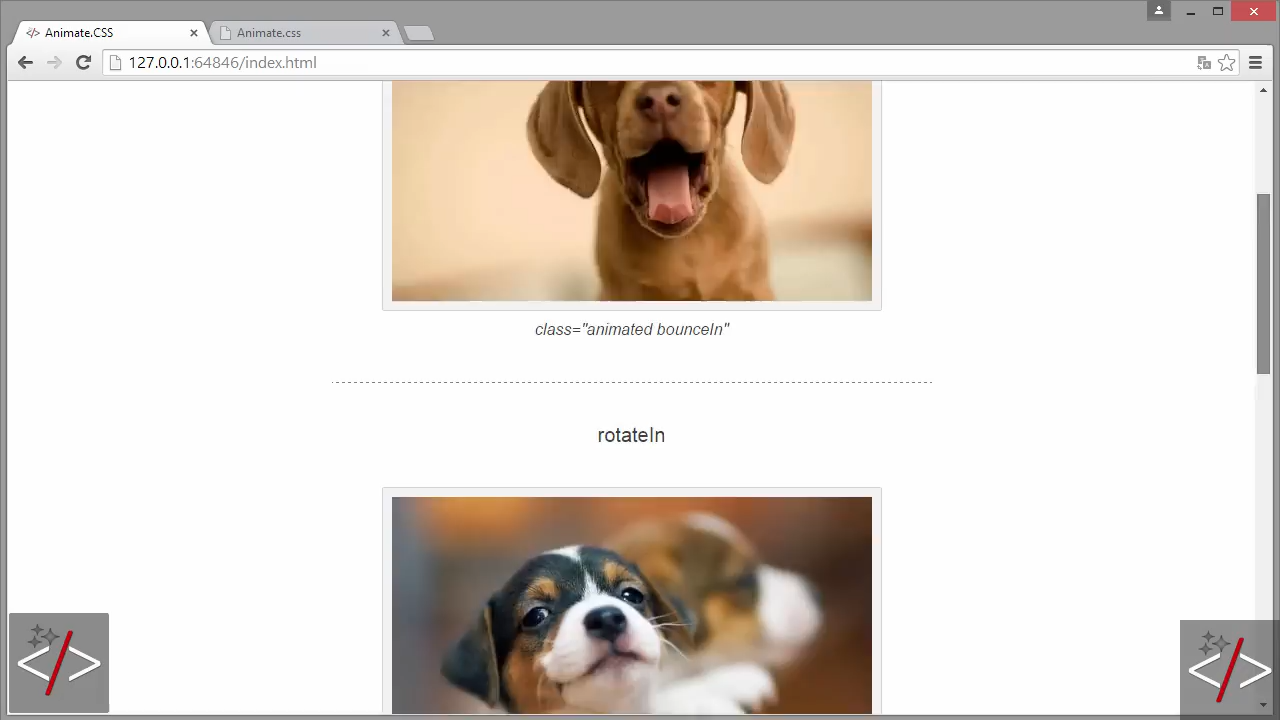 Animate.CSS
Animate.css
127.0.0.1:64846/index.html
class="animated bounceIn"
rotateIn